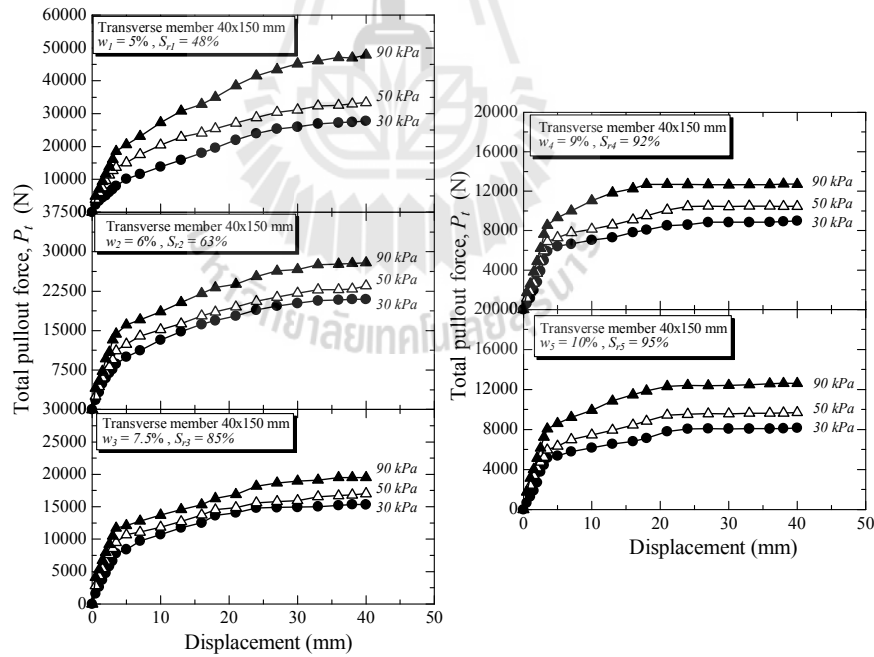 Total pullout force, Pt (N)
60000
50000
40000
30000
20000
10000
37500
30000
22500
15000
7500
30000
25000
20000
15000
10000
5000
0
Transverse member 40x150 mm
w1 = 5% , Sr1 = 48%
90 kPa
50 kPa
30 kPa
Transverse member 40x150 mm
w2 = 6% , Sr2 = 63%
90 kPa
50 kPa
30 kPa
Transverse member 40x150 mm
w3 = 7.5% , Sr3 = 85%
90 kPa
50 kPa
30 kPa
0 10 20 30 40 50
Displacement (mm)
Total pullout force, Pt (N)
20000
16000
12000
8000
4000
20000
16000
12000
8000
4000
0
Transverse member 40x150 mm
w4 = 9% , Sr4 = 92%
90 kPa
50 kPa
30 kPa
Transverse member 40x150 mm
w5 = 10% , Sr5 = 95%
90 kPa
50 kPa
30 kPa
0 10 20 30 40 50
Displacement (mm)